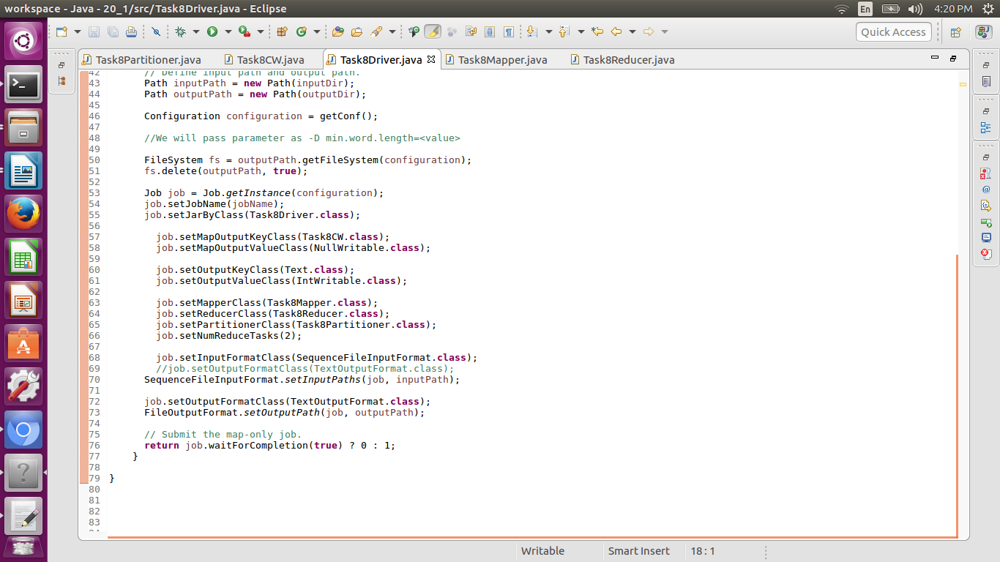 workspace - Java - 20_1/src/Task8Driver.java - Eclipse
En
4:20 PM
Quick Access
Task8Partitioner.java
Task8CW.java
Task8Driver.java
Task8Mapper.java
Task8Reducer.java
42 // Define input path and output path.
43 Path inputPath = new Path(inputDir);
44 Path outputPath = new Path(outputDir);
45
46 Configuration configuration = getConf();
47
48 //We will pass parameter as -D min.word.length=<value>
49
50 FileSystem fs = outputPath.getFileSystem(configuration);
51 fs.delete(outputPath, true);
52
53 Job job = Job.getInstance(configuration);
54 job.setJobName(jobName);
55 job.setJarByClass(Task8Driver.class);
56
57 job.setMapOutputKeyClass(Task8CW.class);
58 job.setMapOutputValueClass(NullWritable.class);
59
60 job.setOutputKeyClass(Text.class);
61 job.setOutputValueClass(IntWritable.class);
62
63 job.setMapperClass(Task8Mapper.class);
64 job.setReducerClass(Task8Reducer.class);
65 job.setPartitionerClass(Task8Partitioner.class);
66 job.setNumReduceTasks(2);
67
68 job.setInputFormatClass(SequenceFileInputFormat.class);
69 //job.setOutputFormatClass(TextOutputFormat.class);
70 SequenceFileInputFormat.setInputPaths(job, inputPath);
71
72 job.setOutputFormatClass(TextOutputFormat.class);
73 FileOutputFormat.setOutputPath(job, outputPath);
74
75 // Submit the map-only job.
76 return job.waitForCompletion(true) ? 0 : 1;
77 }
78
79 }
80
81
82
83
84
Writable
Smart Insert
18 : 1